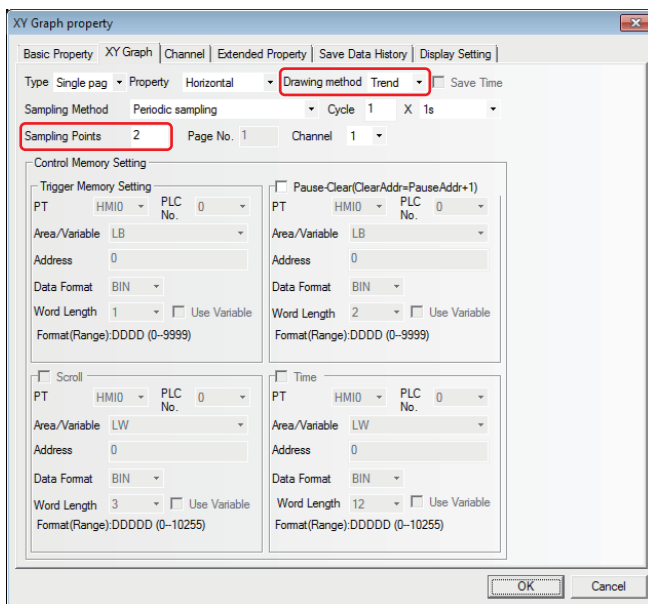 XY Graph property
Basic Property XY Graph Channel Extended Property Save Data History Display Setting
Type Single pag Property Horizontal Drawing method Trend Save Time
Sampling Method Periodic sampling Cycle 1 X 1s
Sampling Points 2 Page No. 1 Channel 1
Control Memory Setting
Trigger Memory Setting
PT HMI0 PLC No. 0
Area/Variable LB
Address 0
Data Format BIN
Word Length 1 Use Variable
Format(Range):DDDD (0--9999)
Pause-Clear(ClearAddr=PauseAddr+1)
PT HMI0 PLC No. 0
Area/Variable LB
Address 0
Data Format BIN
Word Length 2 Use Variable
Format(Range):DDDD (0--9999)
Scroll
PT HMI0 PLC No. 0
Area/Variable LW
Address 0
Data Format BIN
Word Length 3 Use Variable
Format(Range):DDDDD (0--10255)
Time
PT HMI0 PLC No. 0
Area/Variable LW
Address 0
Data Format BIN
Word Length 12 Use Variable
Format(Range):DDDDD (0--10255)
OK Cancel